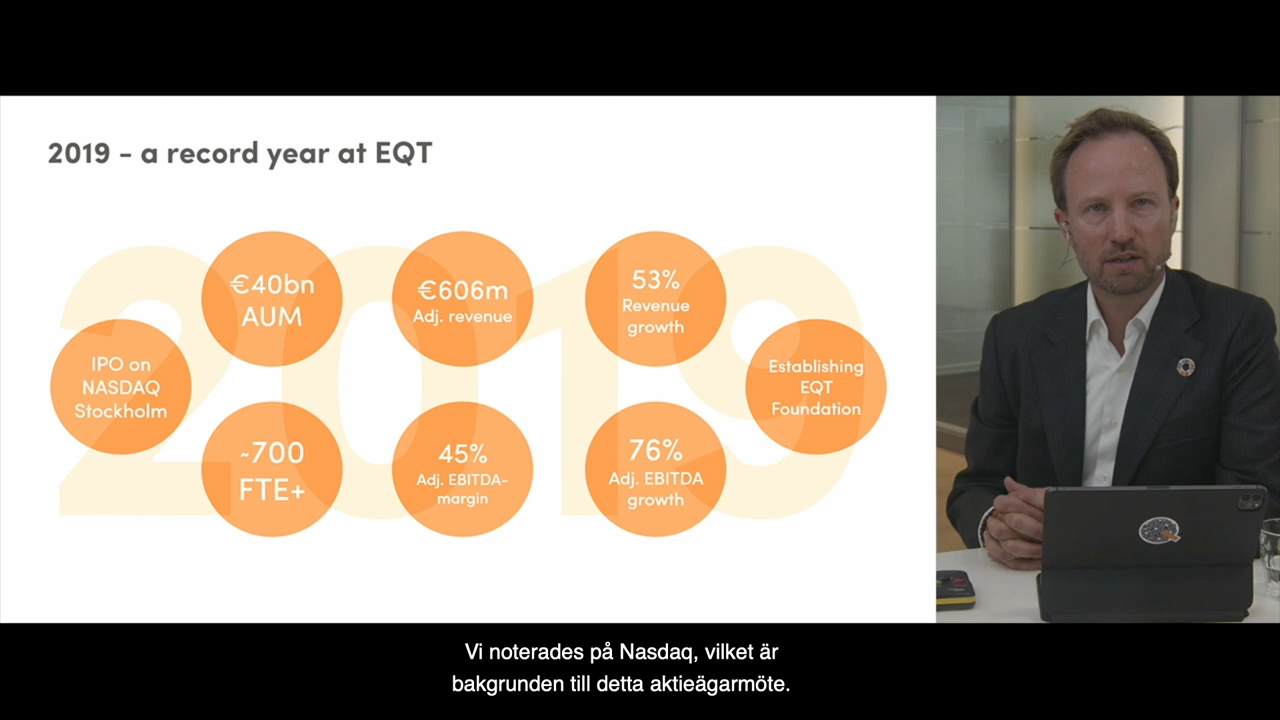 2019 - a record year at EQT
IPO on
NASDAQ
Stockholm
€40bn
AUM
~700
FTE+
€606m
Adj. revenue
45%
Adj. EBITDA-
margin
53%
Revenue
growth
76%
Adj. EBITDA
growth
Establishing
EQT
Foundation
2019
Vi noterades på Nasdaq, vilket är
bakgrunden till detta aktieägarmöte.